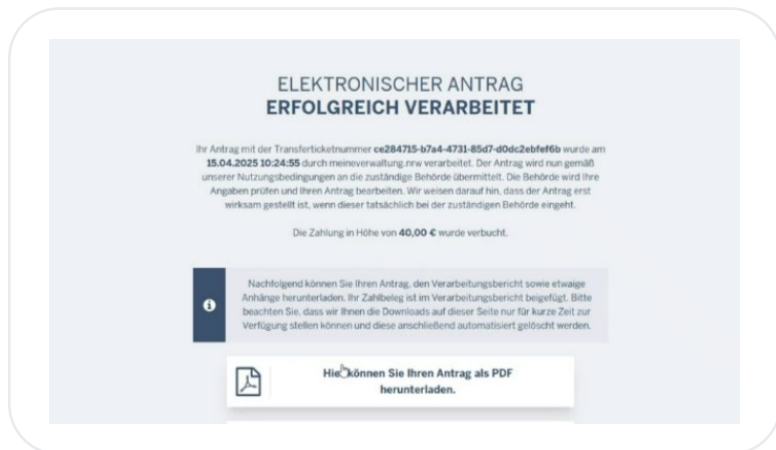 ELEKTRONISCHER ANTRAG
ERFOLGREICH VERARBEITET
Ihr Antrag mit der Transferticketnummer ce284715-b7a4-4731-85d7-d0dc2ebfef6b wurde am
15.04.2025 10:24:55 durch meineverwaltung.nrw verarbeitet. Der Antrag wird nun gemäß
unserer Nutzungsbedingungen an die zuständige Behörde übermittelt. Die Behörde wird Ihre
Angaben prüfen und Ihren Antrag bearbeiten. Wir weisen darauf hin, dass der Antrag erst
wirksam gestellt ist, wenn dieser tatsächlich bei der zuständigen Behörde eingeht.
Die Zahlung in Höhe von 40,00 € wurde verbucht.
Nachfolgend können Sie Ihren Antrag, den Verarbeitungsbericht sowie etwaige
Anhänge herunterladen. Ihr Zahlbeleg ist im Verarbeitungsbericht beigefügt. Bitte
beachten Sie, dass wir Ihnen die Downloads auf dieser Seite nur für kurze Zeit zur
Verfügung stellen können und diese anschließend automatisiert gelöscht werden.
Hier können Sie Ihren Antrag als PDF
herunterladen.